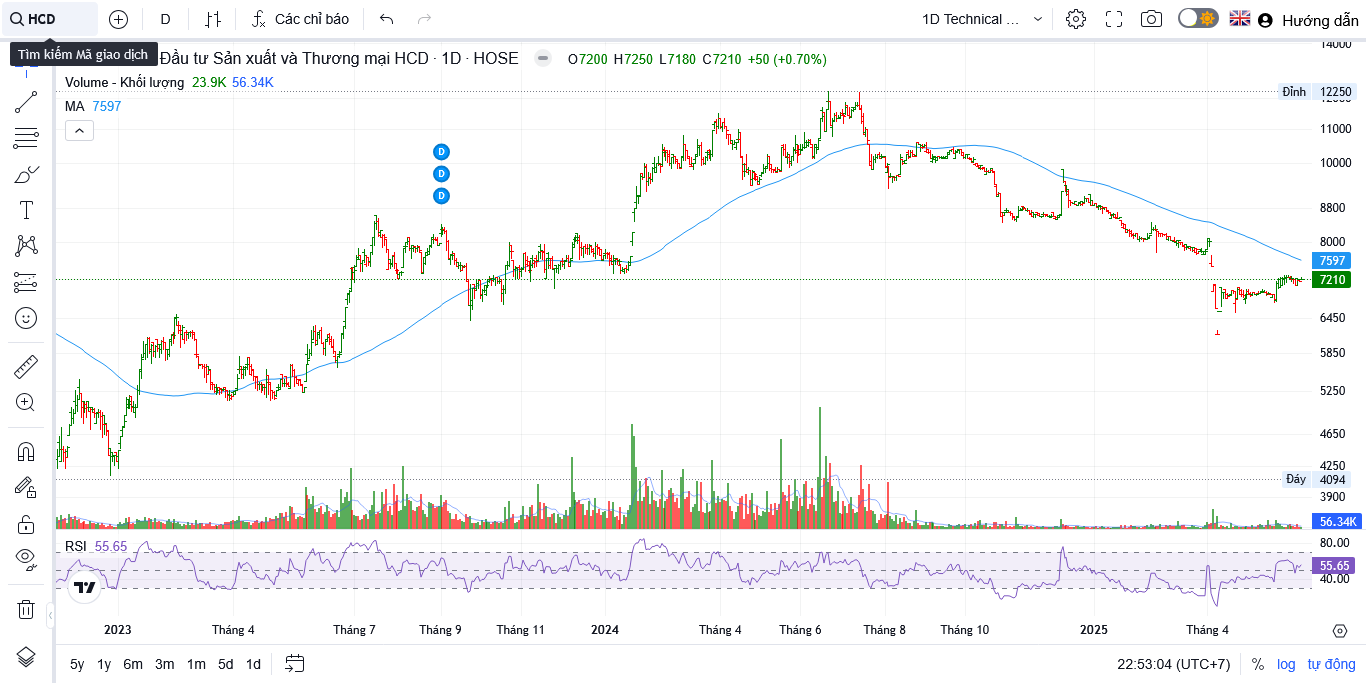 HCD
D
Các chỉ báo
1D Technical ...
Hướng dẫn
Tìm kiếm Mã giao dịch
Đầu tư Sản xuất và Thương mại HCD · 1D · HOSE
O7200 H7250 L7180 C7210 +50 (+0.70%)
Volume - Khối lượng 23.9K 56.34K
MA 7597
D
D
D
14000
Đỉnh 12250
12000
11000
10000
8800
8000
7597
7210
6450
5850
5250
4650
4250
Đáy 4094
3900
56.34K
RSI 55.65
80.00
55.65
40.00
2023 Tháng 4 Tháng 7 Tháng 9 Tháng 11 2024 Tháng 4 Tháng 6 Tháng 8 Tháng 10 2025 Tháng 4
5y 1y 6m 3m 1m 5d 1d
22:53:04 (UTC+7) % log tự động